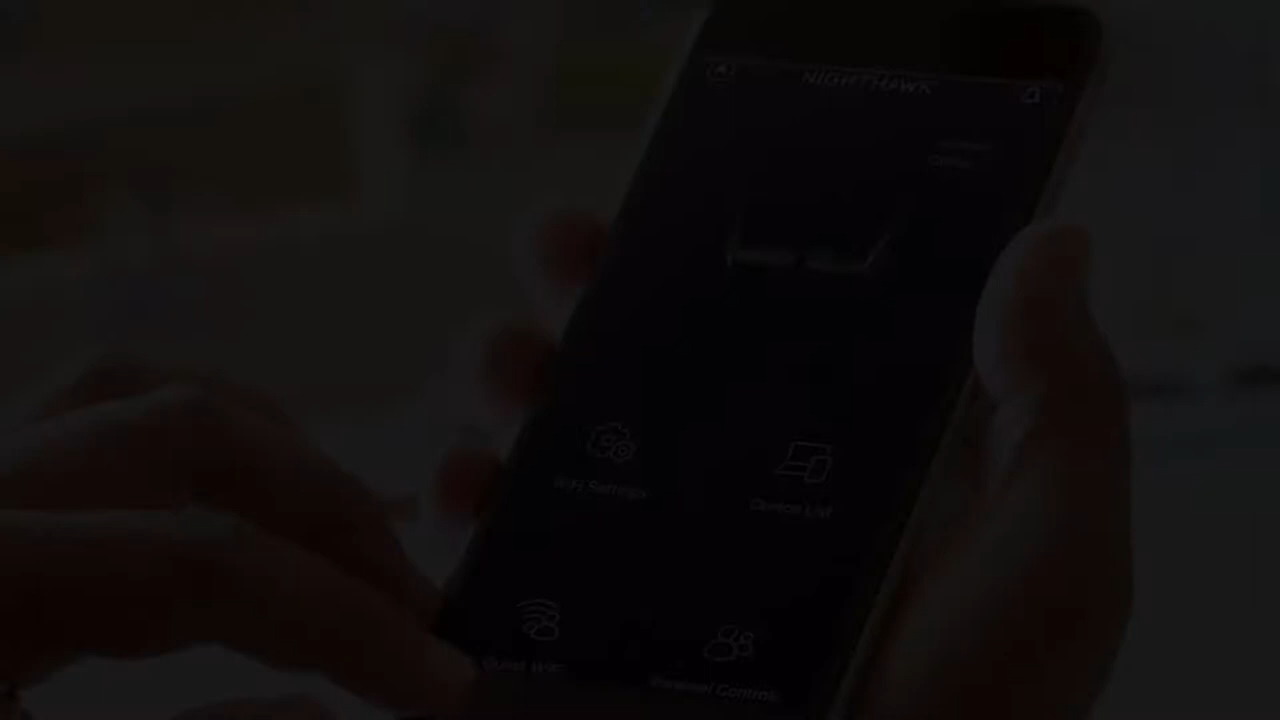 NIGHTHAWK
WiFi Settings
Device List
Guest WiFi
Parental Controls